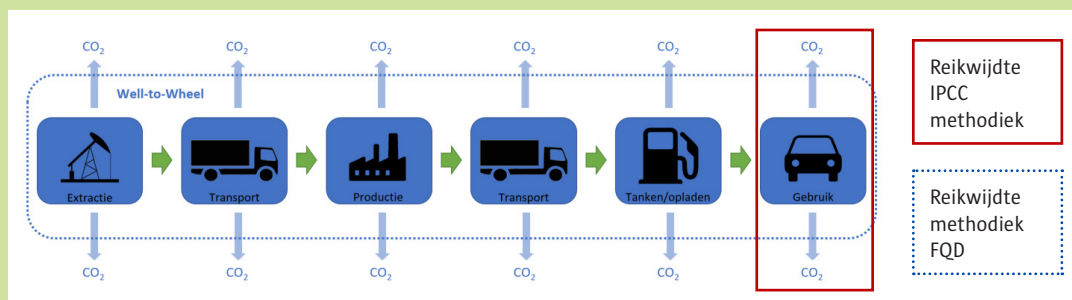 CO₂ CO₂ CO₂ CO₂ CO₂ CO₂
Well-to-Wheel
Extractie Transport Productie Transport Tanken/opladen Gebruik
CO₂ CO₂ CO₂ CO₂ CO₂ CO₂
Reikwijdte
IPCC
methodiek
Reikwijdte
methodiek
FQD